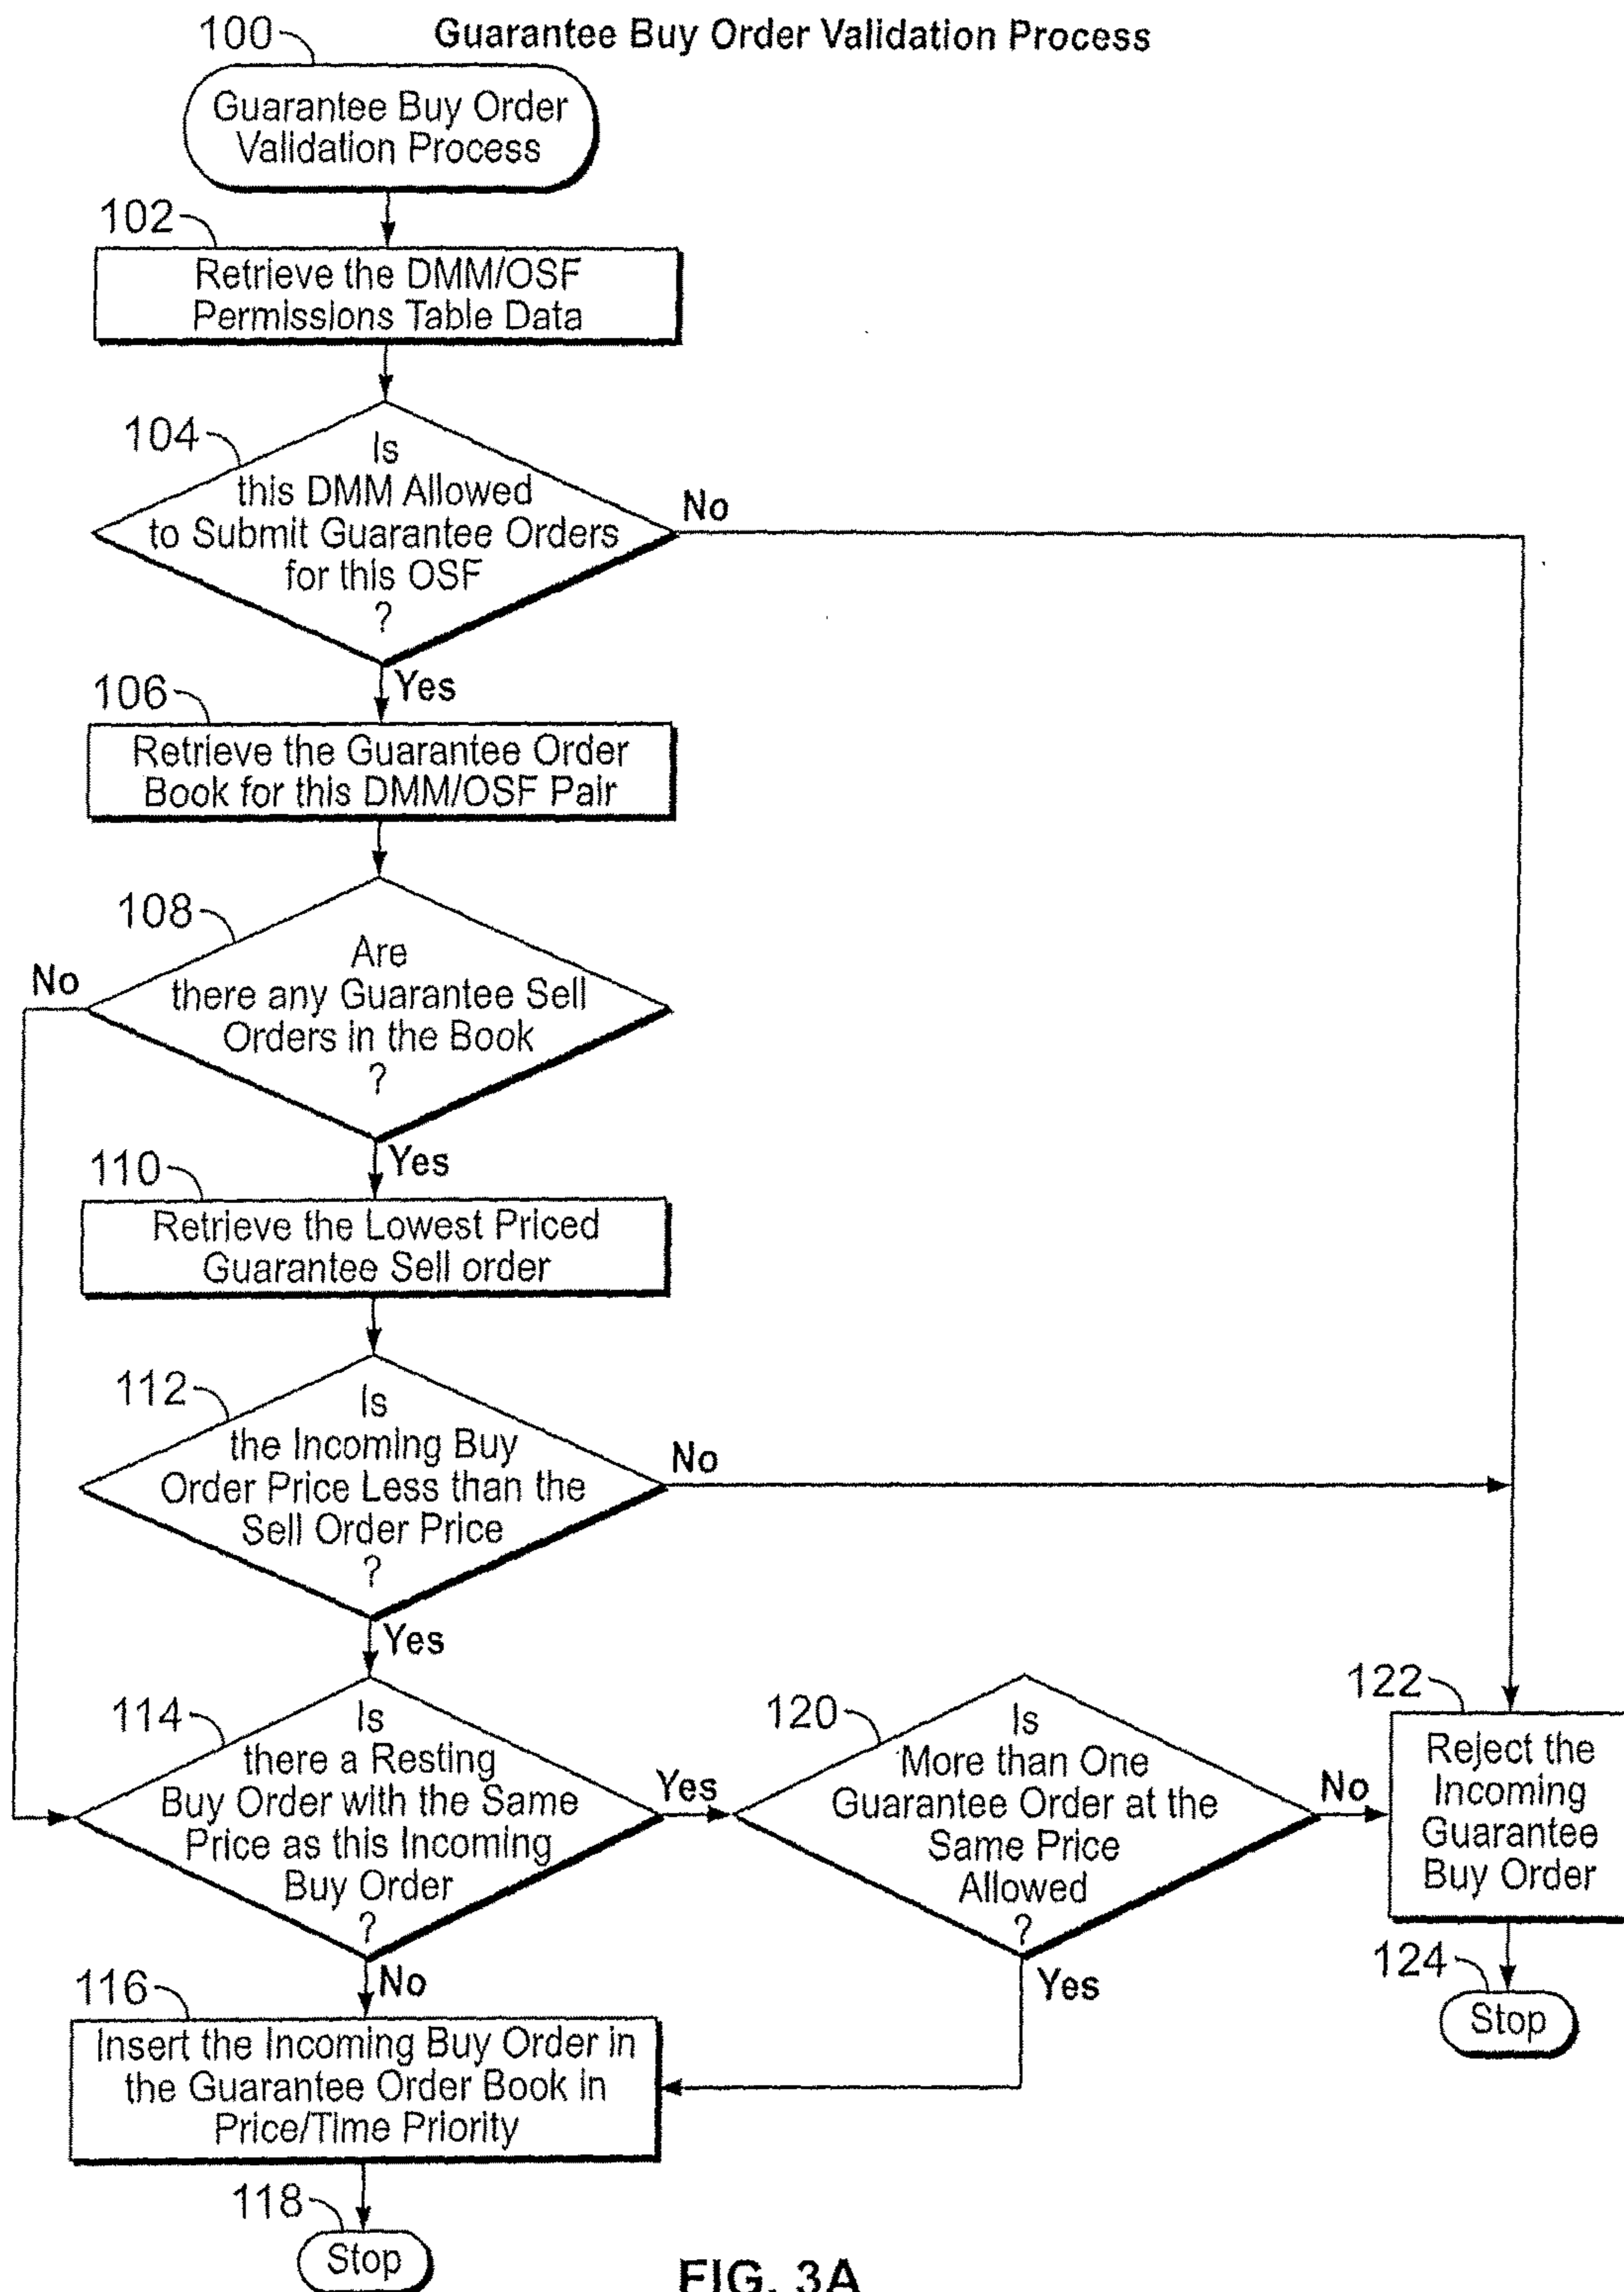 Guarantee Buy Order Validation Process
100
Guarantee Buy Order
Validation Process
102
Retrieve the DMM/OSF
Permissions Table Data
104
Is
this DMM Allowed
to Submit Guarantee Orders
for this OSF
?
No
Yes
106
Retrieve the Guarantee Order
Book for this DMM/OSF Pair
108
Are
there any Guarantee Sell
Orders in the Book
?
No
Yes
110
Retrieve the Lowest Priced
Guarantee Sell order
112
Is
the Incoming Buy
Order Price Less than the
Sell Order Price
?
No
Yes
114
Is
there a Resting
Buy Order with the Same
Price as this Incoming
Buy Order
?
Yes
No
120
Is
More than One
Guarantee Order at the
Same Price
Allowed
?
No
Yes
122
Reject the
Incoming
Guarantee
Buy Order
124
Stop
116
Insert the Incoming Buy Order in
the Guarantee Order Book in
Price/Time Priority
118
Stop
FIG. 3A